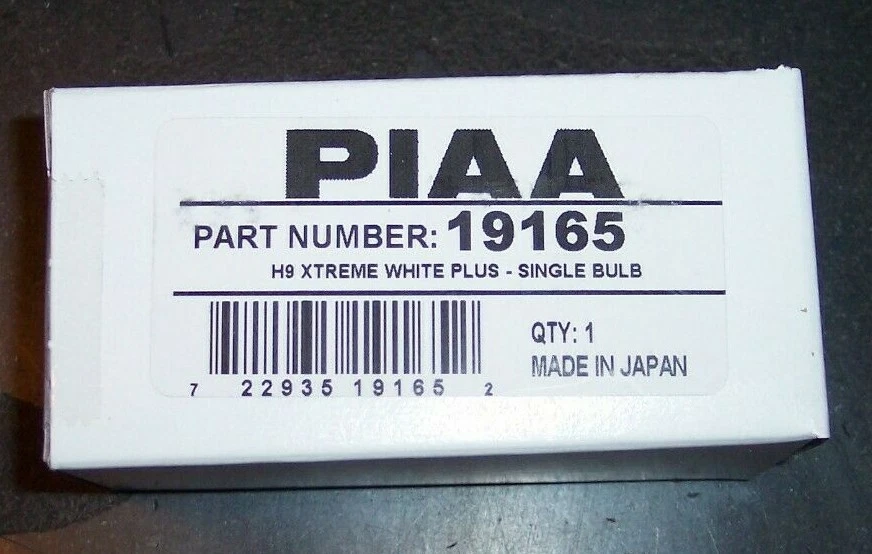 PIAA
PART NUMBER: 19165
H9 XTREME WHITE PLUS - SINGLE BULB
QTY: 1
MADE IN JAPAN
7 22935 19165 2